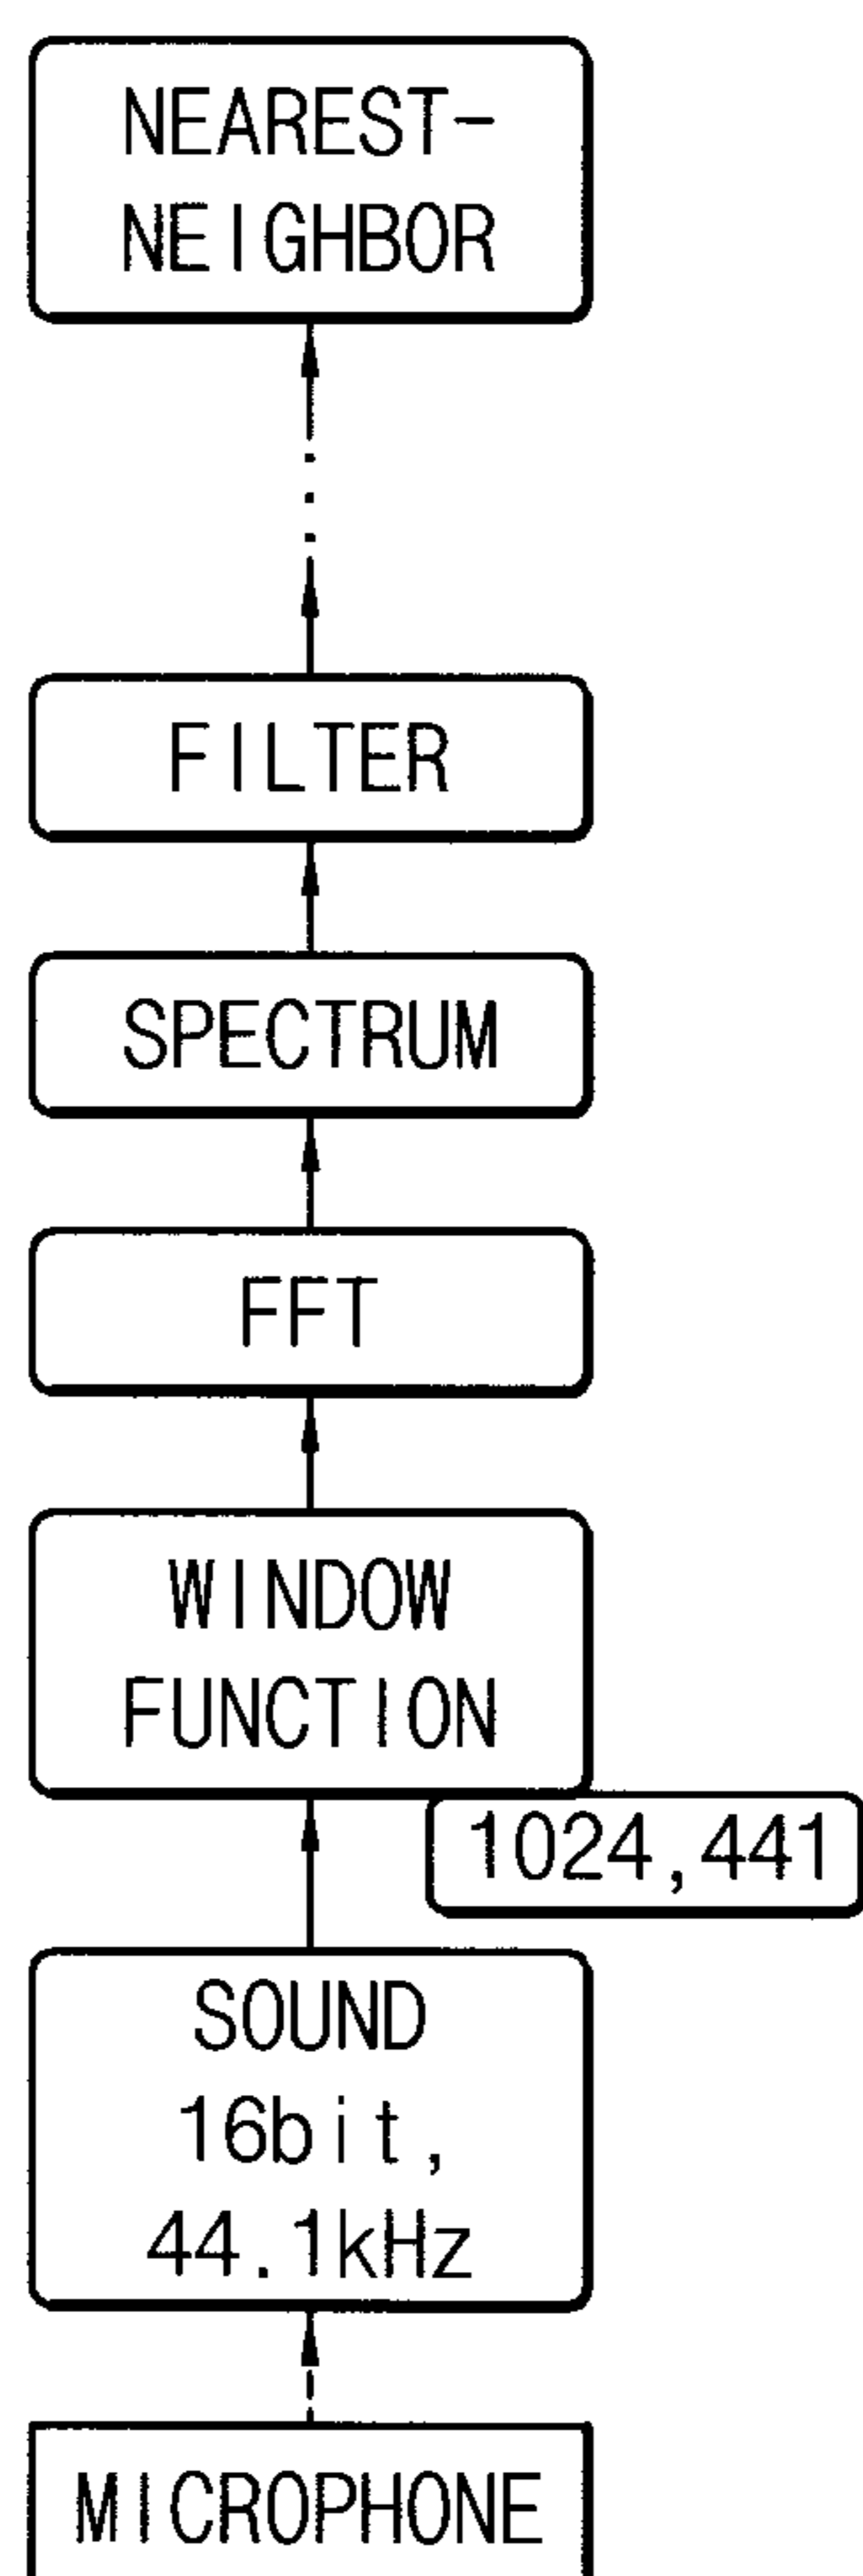 NEAREST-
NEIGHBOR
FILTER
SPECTRUM
FFT
WINDOW
FUNCTION
1024,441
SOUND
16bit,
44.1kHz
MICROPHONE